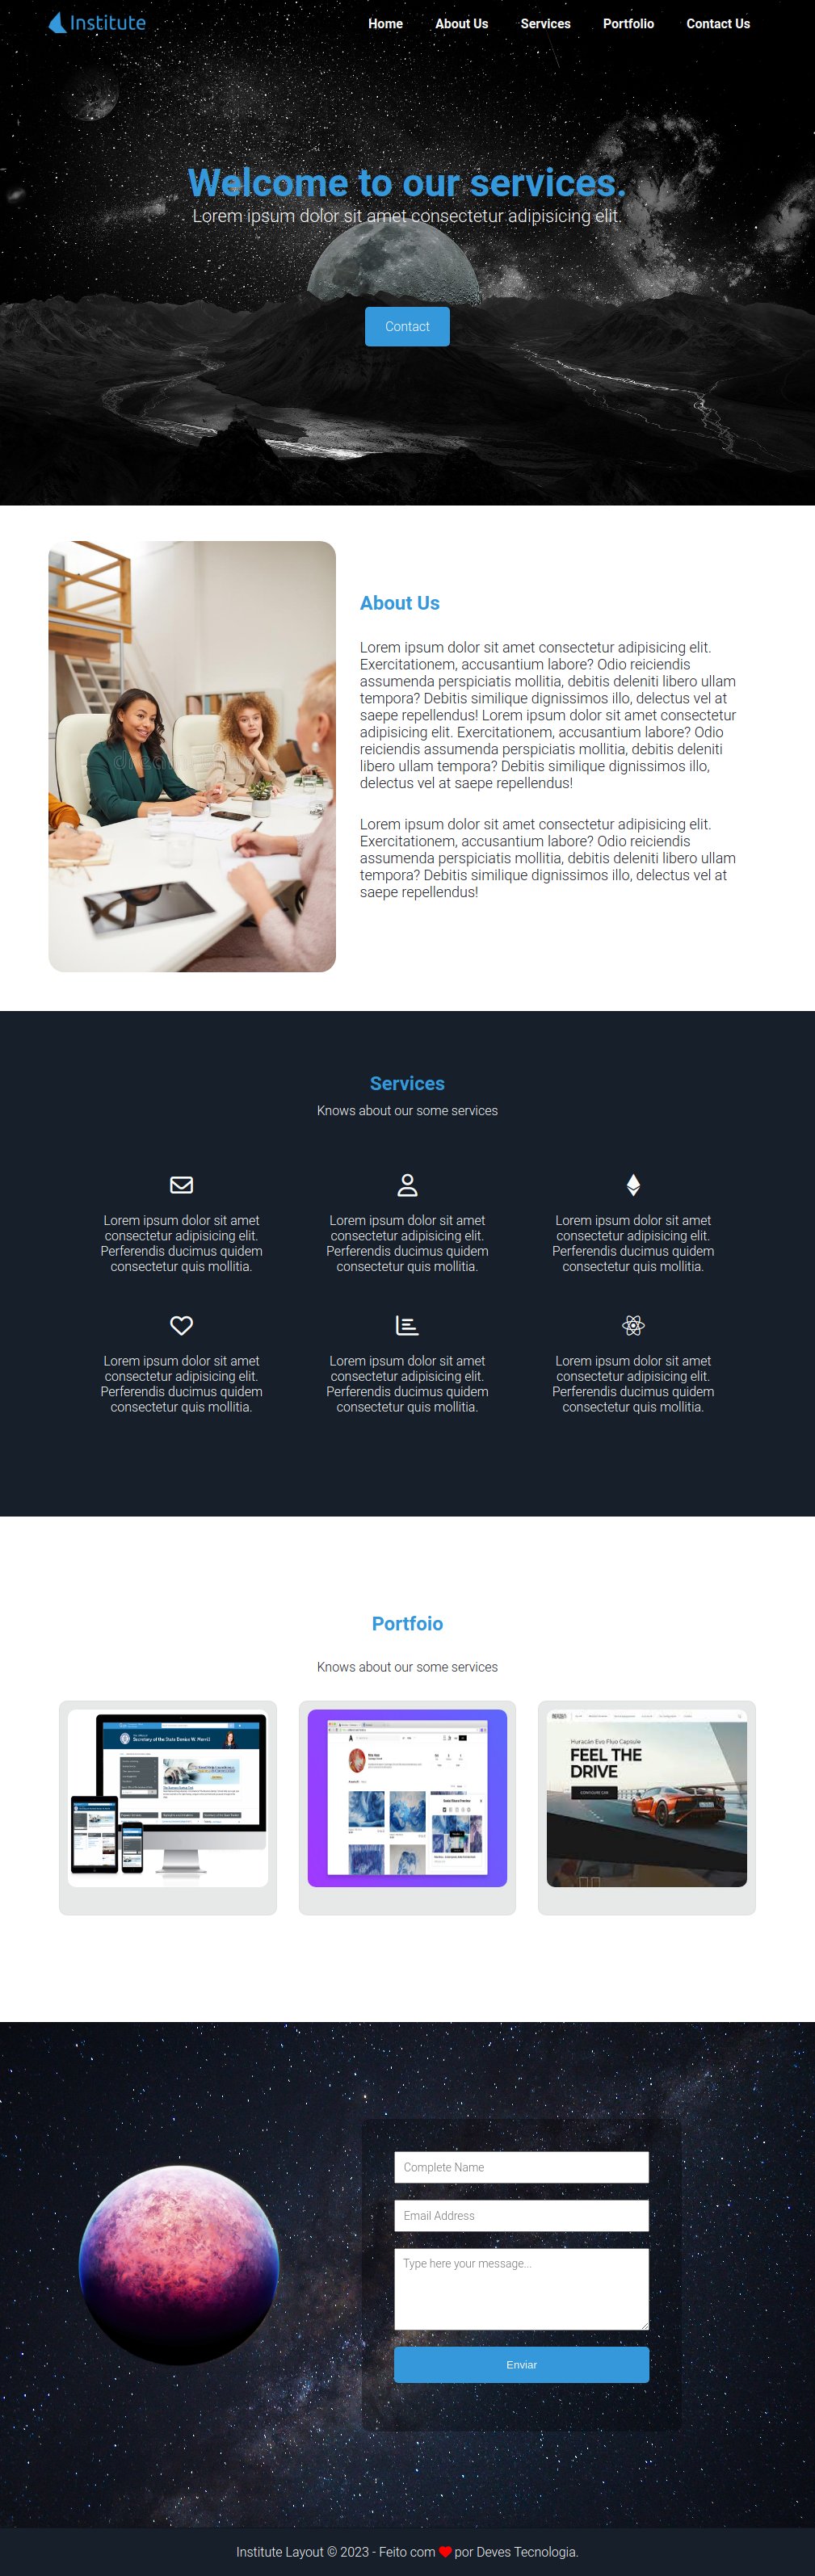 Institute
Home About Us Services Portfolio Contact Us
Welcome to our services.
Lorem ipsum dolor sit amet consectetur adipisicing elit.
Contact
About Us
Lorem ipsum dolor sit amet consectetur adipisicing elit.
Exercitationem, accusantium labore? Odio reiciendis
assumenda perspiciatis mollitia, debitis deleniti libero ullam
tempora? Debitis similique dignissimos illo, delectus vel at
saepe repellendus! Lorem ipsum dolor sit amet consectetur
adipisicing elit. Exercitationem, accusantium labore? Odio
reiciendis assumenda perspiciatis mollitia, debitis deleniti
libero ullam tempora? Debitis similique dignissimos illo,
delectus vel at saepe repellendus!
Lorem ipsum dolor sit amet consectetur adipisicing elit.
Exercitationem, accusantium labore? Odio reiciendis
assumenda perspiciatis mollitia, debitis deleniti libero ullam
tempora? Debitis similique dignissimos illo, delectus vel at
saepe repellendus!
Services
Knows about our some services
Lorem ipsum dolor sit amet
consectetur adipisicing elit.
Perferendis ducimus quidem
consectetur quis mollitia.
Lorem ipsum dolor sit amet
consectetur adipisicing elit.
Perferendis ducimus quidem
consectetur quis mollitia.
Lorem ipsum dolor sit amet
consectetur adipisicing elit.
Perferendis ducimus quidem
consectetur quis mollitia.
Lorem ipsum dolor sit amet
consectetur adipisicing elit.
Perferendis ducimus quidem
consectetur quis mollitia.
Lorem ipsum dolor sit amet
consectetur adipisicing elit.
Perferendis ducimus quidem
consectetur quis mollitia.
Lorem ipsum dolor sit amet
consectetur adipisicing elit.
Perferendis ducimus quidem
consectetur quis mollitia.
Portfoio
Knows about our some services
Secretary of the State Denise W. Merrill
Huracán Evo Fluo Capsule
FEEL THE
DRIVE
CONFIGURE CAR
Complete Name
Email Address
Type here your message...
Enviar
Institute Layout © 2023 - Feito com ❤ por Deves Tecnologia.